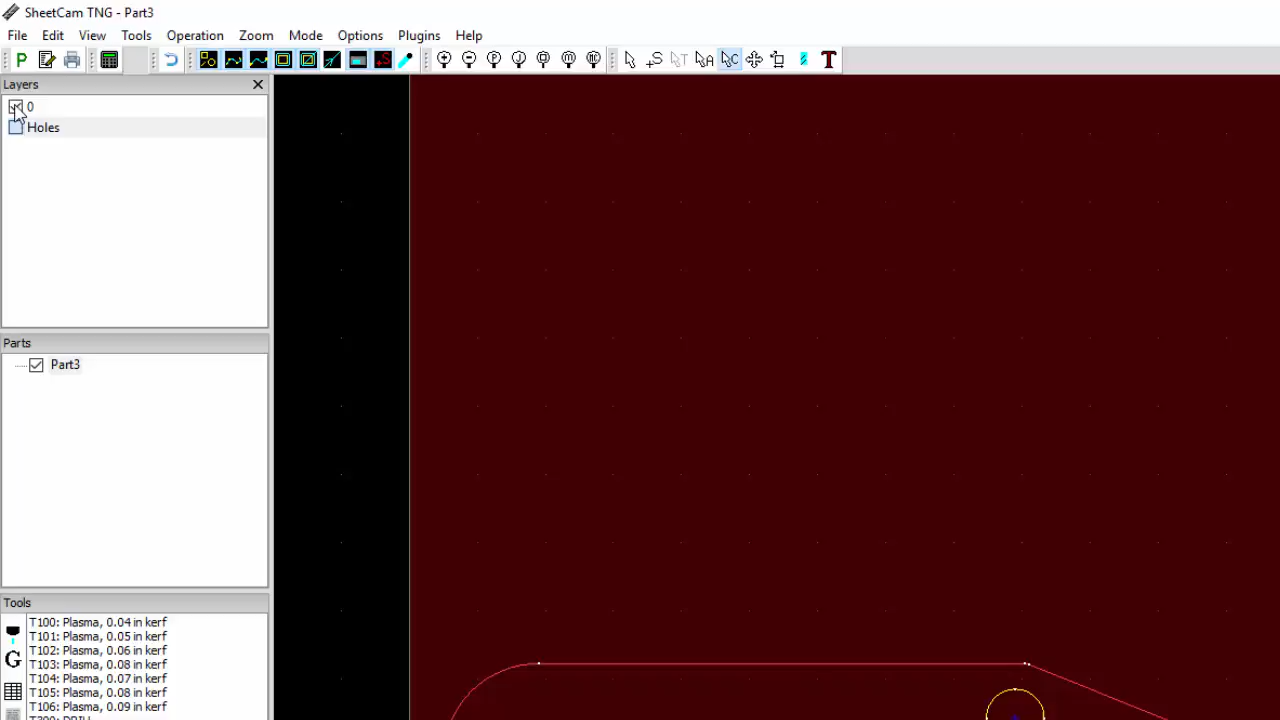 SheetCam TNG - Part3
File Edit View Tools Operation Zoom Mode Options Plugins Help
Layers
0
Holes
Parts
Part3
Tools
T100: Plasma, 0.04 in kerf
T101: Plasma, 0.05 in kerf
T102: Plasma, 0.06 in kerf
T103: Plasma, 0.08 in kerf
T104: Plasma, 0.07 in kerf
T105: Plasma, 0.08 in kerf
T106: Plasma, 0.09 in kerf